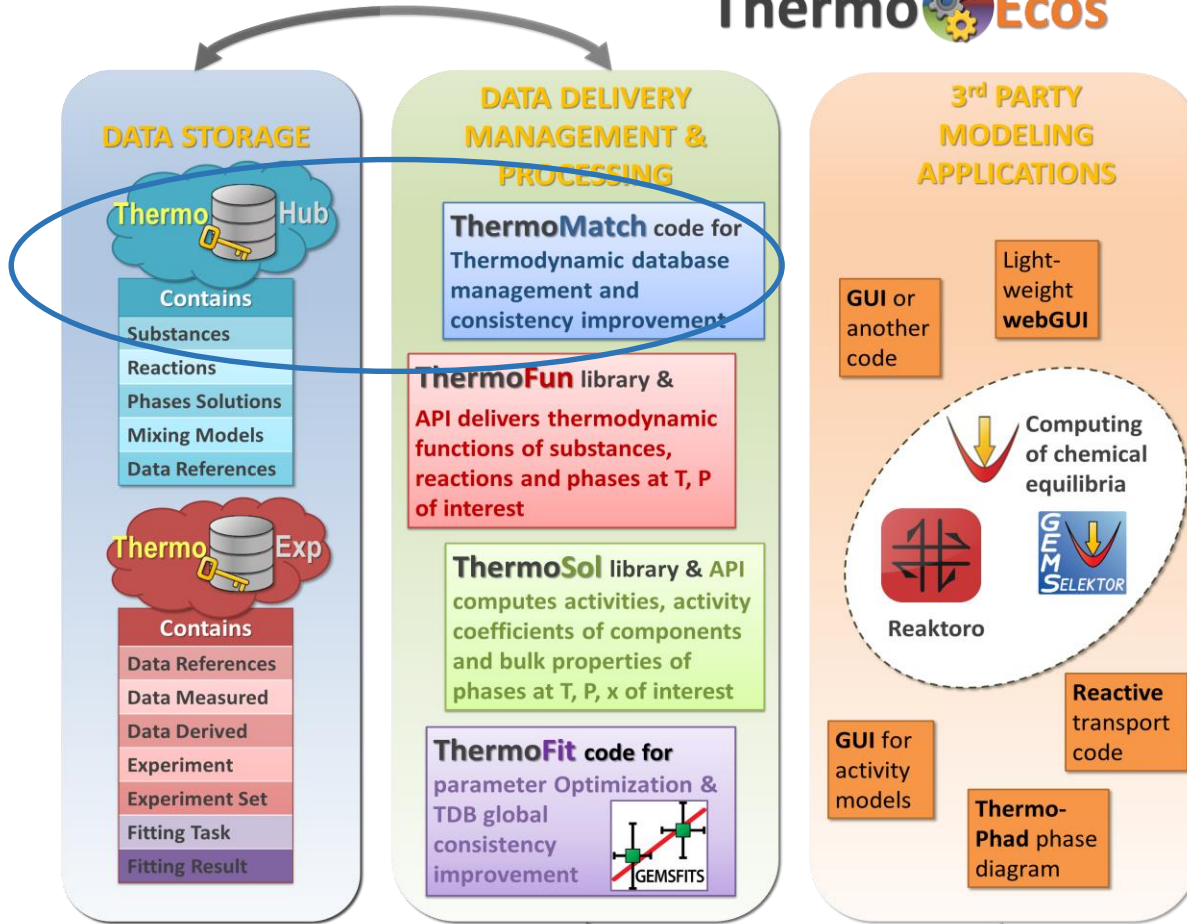 Thermo Ecos
DATA STORAGE
Thermo Hub
Contains
Substances
Reactions
Phases Solutions
Mixing Models
Data References
Thermo Exp
Contains
Data References
Data Measured
Data Derived
Experiment
Experiment Set
Fitting Task
Fitting Result
DATA DELIVERY
MANAGEMENT &
PROCESSING
ThermoMatch code for
Thermodynamic database
management and
consistency improvement
ThermoFun library &
API delivers thermodynamic
functions of substances,
reactions and phases at T, P
of interest
ThermoSol library & API
computes activities, activity
coefficients of components
and bulk properties of
phases at T, P, x of interest
ThermoFit code for
parameter Optimization &
TDB global
consistency
improvement
GEMSFITS
3rd PARTY
MODELING
APPLICATIONS
GUI or
another
code
Light-
weight
webGUI
Computing
of chemical
equilibria
Reaktoro
GEMS
SELEKTOR
GUI for
activity
models
Reactive
transport
code
Thermo-
Phad phase
diagram